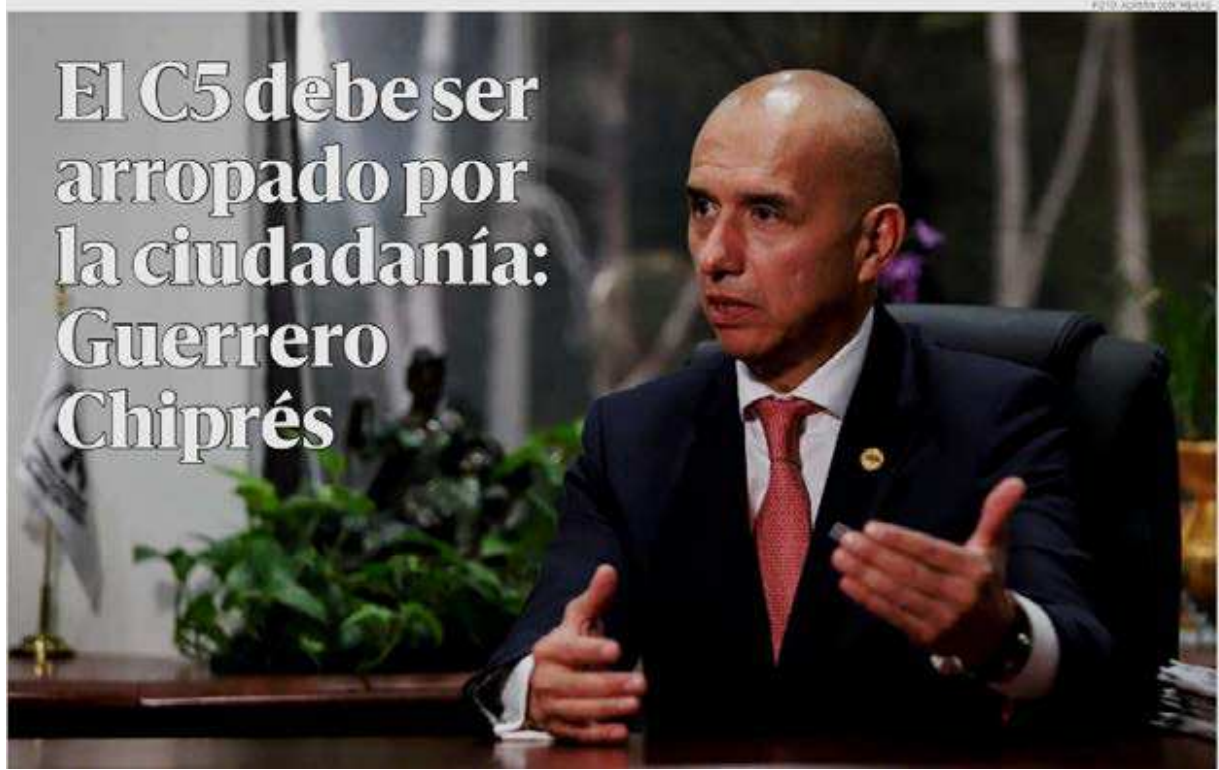 El C5 debe ser
arropado por
la ciudadanía:
Guerrero
Chiprés